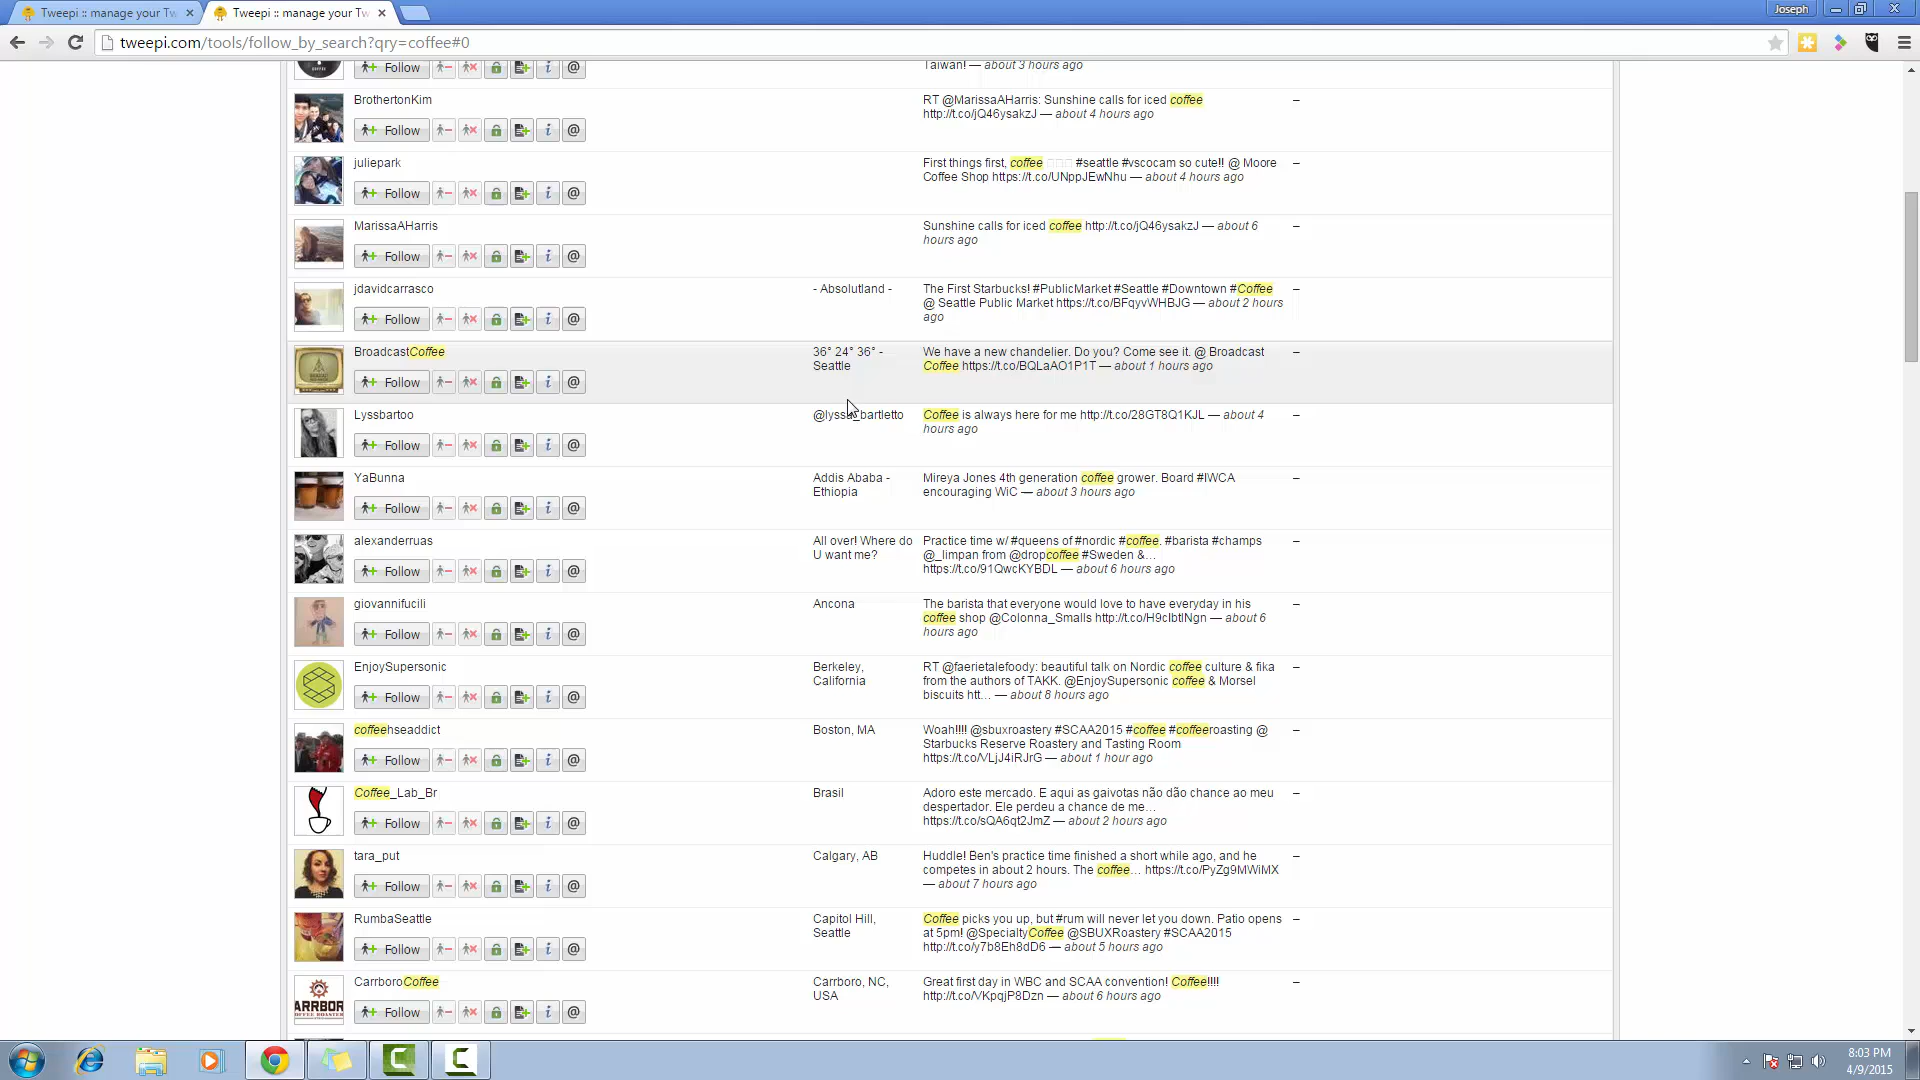 Tweepi :: manage your Tw
Tweepi :: manage your Tw
Joseph
tweepi.com/tools/follow_by_search?qry=coffee#0
COFFEE
Follow
Taiwan! — about 3 hours ago
BrothertonKim
RT @MarissaAHarris: Sunshine calls for iced coffee
–
http://t.co/jQ46ysakzJ — about 4 hours ago
Follow
juliepark
First things first, coffee □□□ #seattle #vscocam so cute!! @ Moore
–
Coffee Shop https://t.co/UNppJEwNhu — about 4 hours ago
Follow
MarissaAHarris
Sunshine calls for iced coffee http://t.co/jQ46ysakzJ — about 6
–
hours ago
Follow
jdavidcarrasco
- Absolutland -
The First Starbucks! #PublicMarket #Seattle #Downtown #Coffee
–
@ Seattle Public Market https://t.co/BFqyvWHBJG — about 2 hours
ago
Follow
BroadcastCoffee
36° 24° 36° -
Seattle
We have a new chandelier. Do you? Come see it. @ Broadcast
–
Coffee https://t.co/BQLaAO1P1T — about 1 hours ago
Follow
Lyssbartoo
@lyssa_bartletto
Coffee is always here for me http://t.co/28GT8Q1KJL — about 4
–
hours ago
Follow
YaBunna
Addis Ababa -
Ethiopia
Mireya Jones 4th generation coffee grower. Board #IWCA
–
encouraging WiC — about 3 hours ago
Follow
alexanderruas
All over! Where do
U want me?
Practice time w/ #queens of #nordic #coffee. #barista #champs
–
@_limpan from @dropcoffee #Sweden &...
https://t.co/91QwcKYBDL — about 6 hours ago
Follow
giovannifucili
Ancona
The barista that everyone would love to have everyday in his
–
coffee shop @Colonna_Smalls http://t.co/H9cIbtlNgn — about 6
hours ago
Follow
EnjoySupersonic
Berkeley,
California
RT @faerietalefoody: beautiful talk on Nordic coffee culture & fika
–
from the authors of TAKK. @EnjoySupersonic coffee & Morsel
biscuits htt... — about 8 hours ago
Follow
coffeehseaddict
Boston, MA
Woah!!!! @sbuxroastery #SCAA2015 #coffee #coffeeroasting @
–
Starbucks Reserve Roastery and Tasting Room
https://t.co/VLjJ4iRJrG — about 1 hour ago
Follow
Coffee_Lab_Br
Brasil
Adoro este mercado. E aqui as gaivotas não dão chance ao meu
–
despertador. Ele perdeu a chance de me...
https://t.co/sQA6qt2JmZ — about 2 hours ago
Follow
tara_put
Calgary, AB
Huddle! Ben's practice time finished a short while ago, and he
–
competes in about 2 hours. The coffee... https://t.co/PyZg9MWiMX
— about 7 hours ago
Follow
RumbaSeattle
Capitol Hill,
Seattle
Coffee picks you up, but #rum will never let you down. Patio opens
–
at 5pm! @SpecialtyCoffee @SBUXRoastery #SCAA2015
http://t.co/y7b8Eh8dD6 — about 5 hours ago
Follow
CarrboroCoffee
Carrboro, NC,
USA
Great first day in WBC and SCAA convention! Coffee!!!!
–
http://t.co/VKpqjP8Dzn — about 6 hours ago
ARRBOR
Follow
8:03 PM
4/9/2015